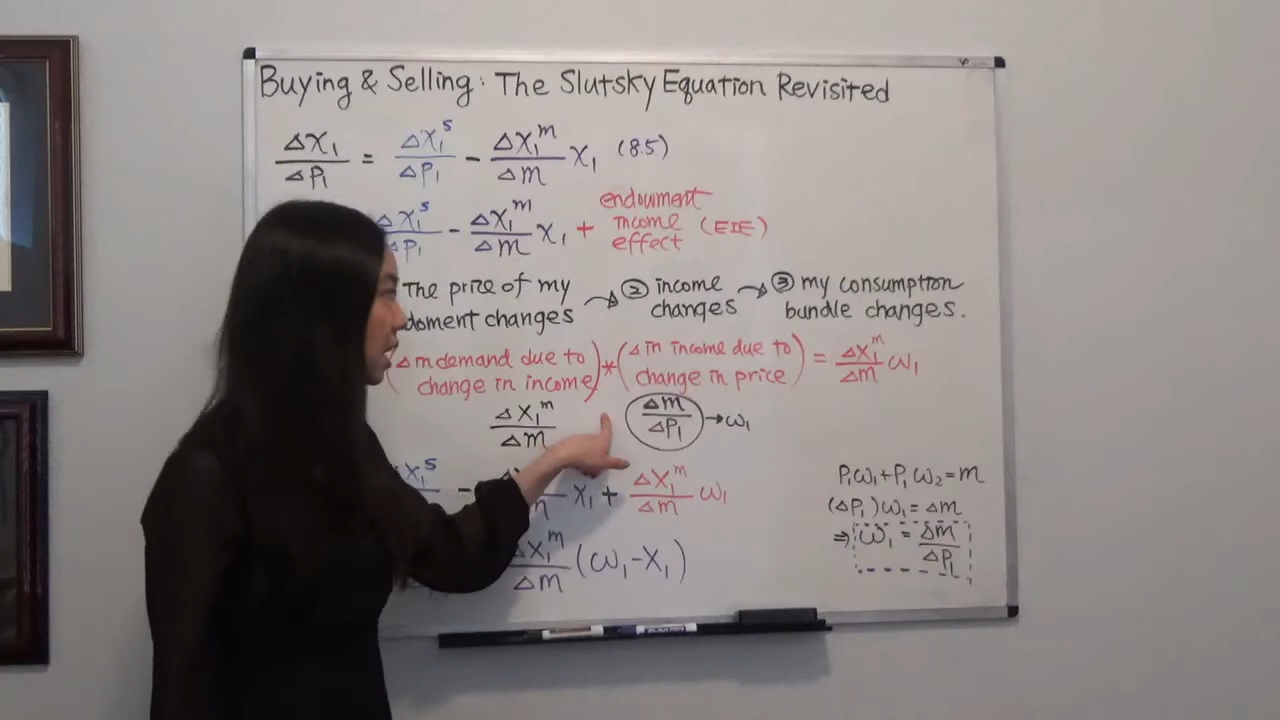 Buying & Selling: The Slutsky Equation Revisited
ΔX₁/ΔP₁ = ΔX₁ˢ/ΔP₁ - ΔX₁ᵐ/Δm X₁ (8.5)
ΔX₁ˢ/ΔP₁ - ΔX₁ᵐ/Δm X₁ + endowment income effect (EIE)
The price of my → ② income → ③ my consumption
changes changes bundle changes.
(Δ in demand due to change in income) * (Δ in income due to change in price) = ΔX₁ᵐ/Δm ω₁
ΔX₁ᵐ/Δm ΔM/ΔP₁ → ω₁
X₁ˢ - X₁ + ΔX₁ᵐ/Δm ω₁
ΔX₁ᵐ/Δm (ω₁-X₁)
P₁ω₁+P₁ω₂=m
(ΔP₁)ω₁=Δm
⇒ ω₁ = Δm/ΔP₁